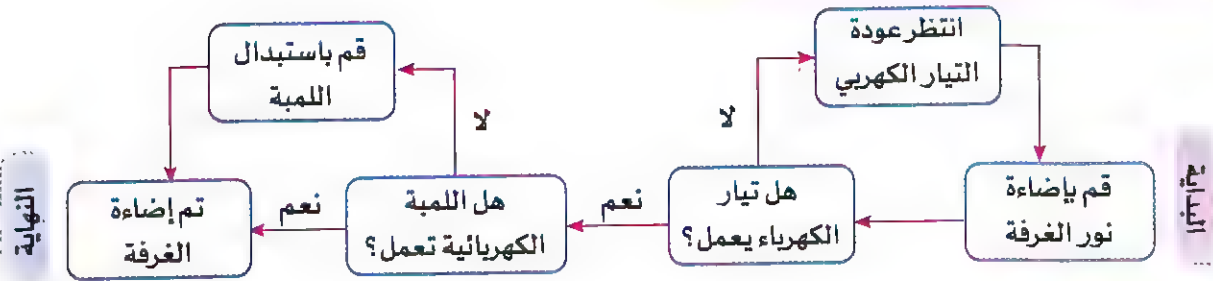 البداية
قم بإضاءة
نور الغرفة
هل تيار
الكهرباء يعمل؟
لا
انتظر عودة
التيار الكهربي
نعم
هل اللمبة
الكهربائية تعمل؟
لا
قم باستبدال
اللمبة
نعم
تم إضاءة
الغرفة
النهاية